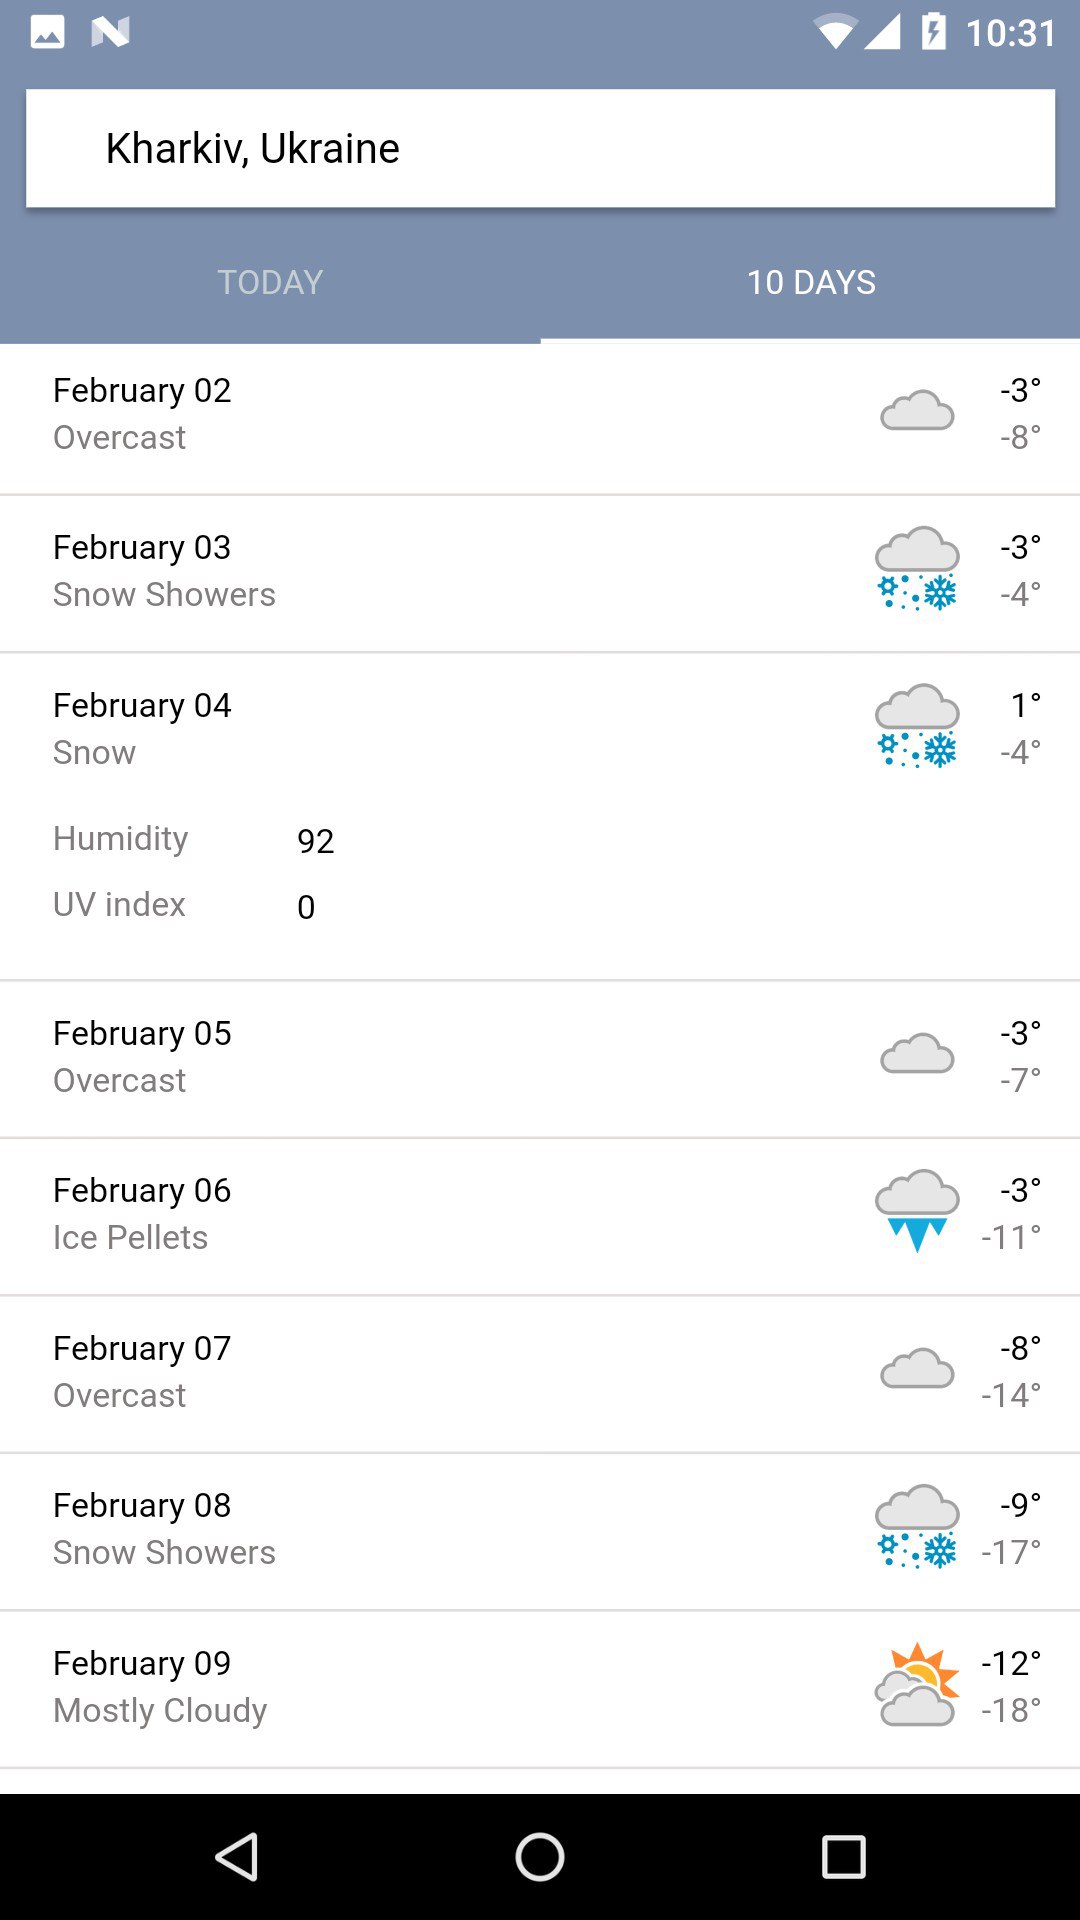 10:31
Kharkiv, Ukraine
TODAY 10 DAYS
February 02 -3°
Overcast -8°
February 03 -3°
Snow Showers -4°
February 04 1°
Snow -4°
Humidity 92
UV index 0
February 05 -3°
Overcast -7°
February 06 -3°
Ice Pellets -11°
February 07 -8°
Overcast -14°
February 08 -9°
Snow Showers -17°
February 09 -12°
Mostly Cloudy -18°